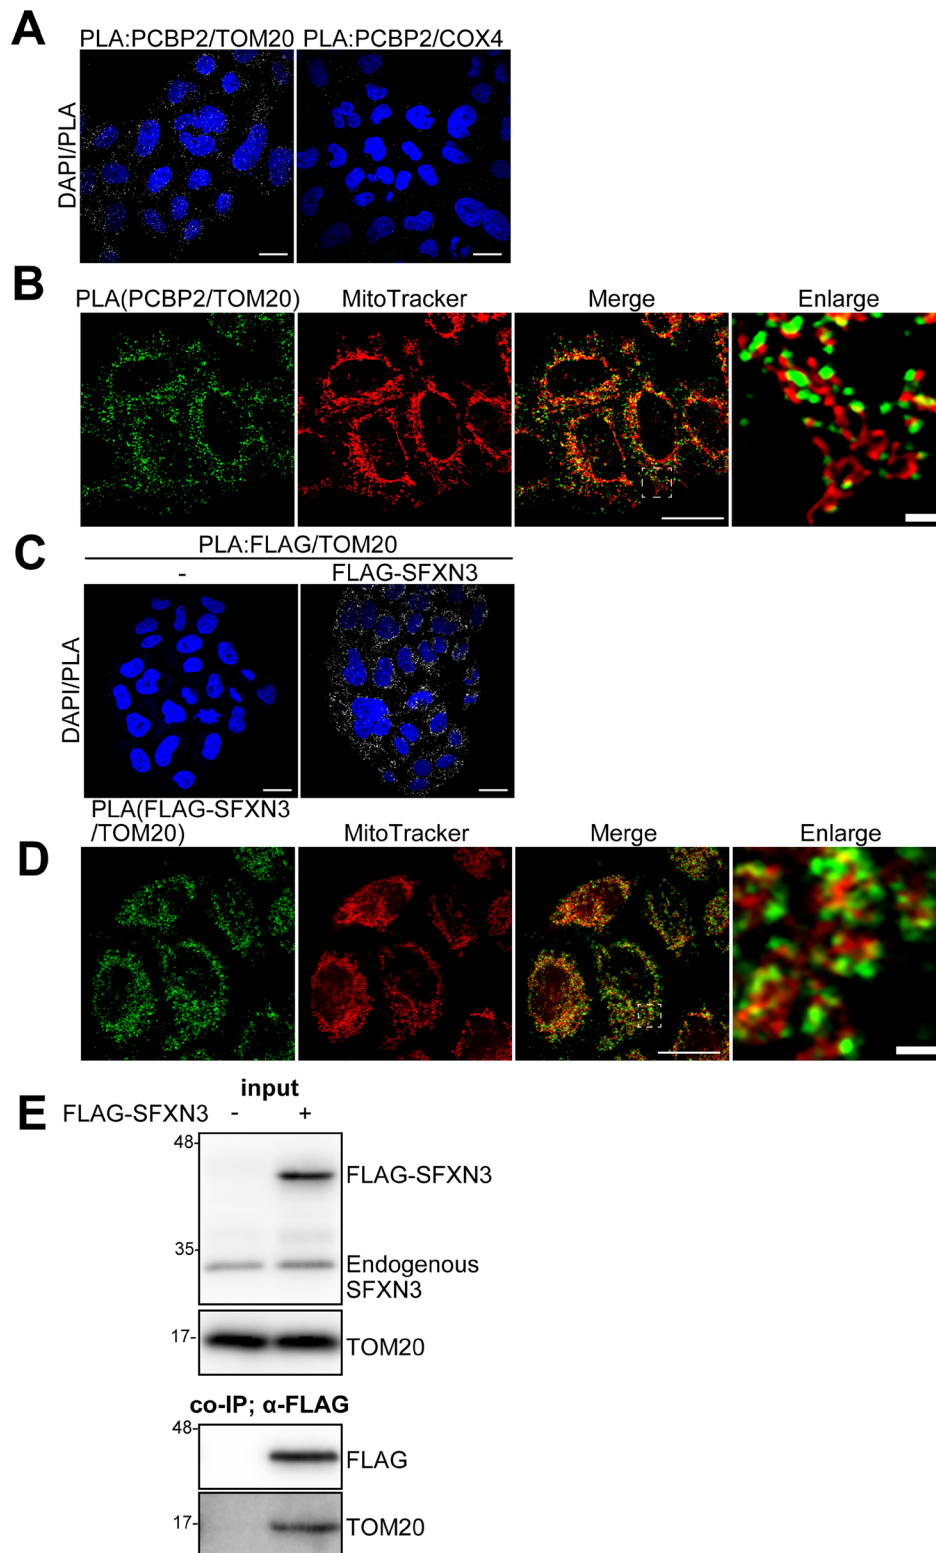 A
PLA:PCBP2/TOM20 PLA:PCBP2/COX4
DAPI/PLA
B
PLA(PCBP2/TOM20) MitoTracker Merge Enlarge
C
PLA:FLAG/TOM20
- FLAG-SFXN3
DAPI/PLA
D
PLA(FLAG-SFXN3
/TOM20) MitoTracker Merge Enlarge
E
input
FLAG-SFXN3 - +
48-
FLAG-SFXN3
35-
Endogenous
SFXN3
17-
TOM20
co-IP; α-FLAG
48-
FLAG
17-
TOM20